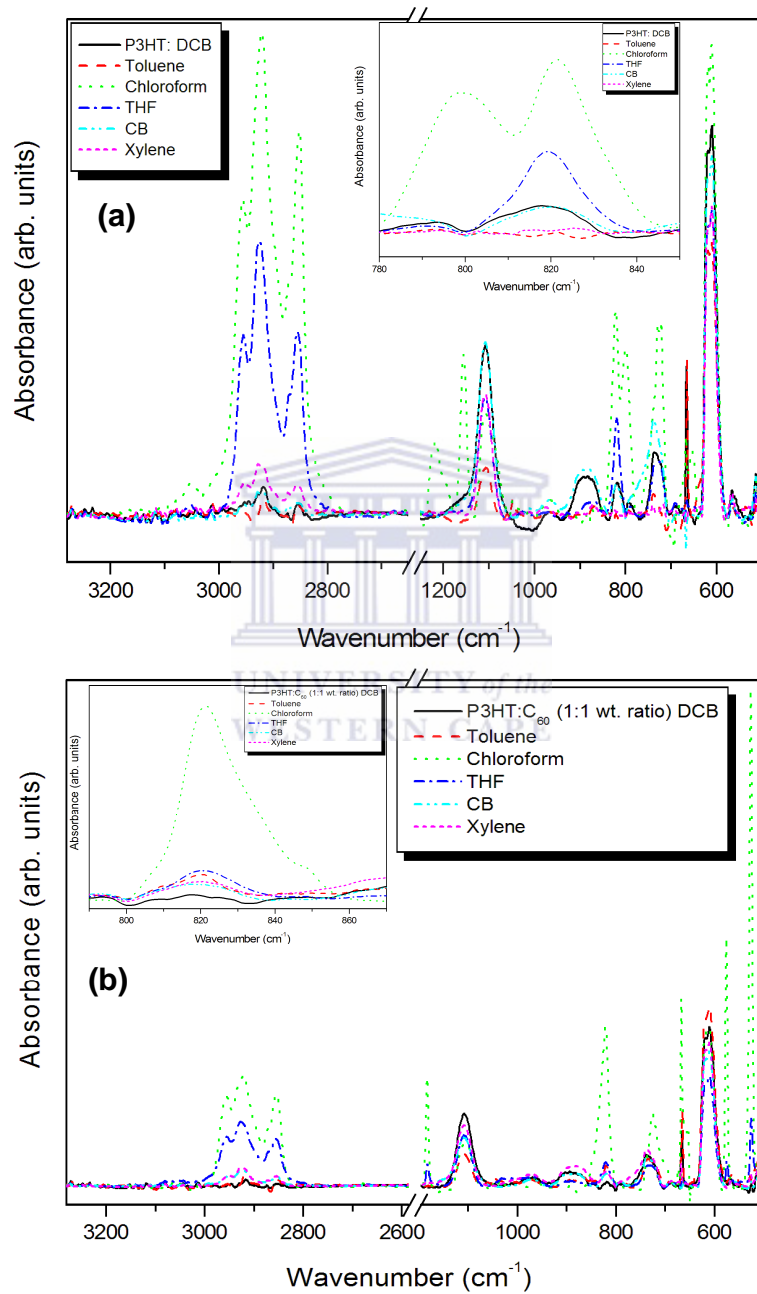 P3HT: DCB
Toluene
Chloroform
THF
CB
Xylene
(a)
Absorbance (arb. units)
P3HT: DCB
Toluene
Chloroform
THF
CB
Xylene
Absorbance (arb. units)
780 800 820 840
Wavenumber (cm⁻¹)
3200 3000 2800 1200 1000 800 600
Wavenumber (cm⁻¹)
UNIVERSITY of the
WESTERN CAPE
P3HT:C₆₀ (1:1 wt. ratio) DCB
Toluene
Chloroform
THF
CB
Xylene
Absorbance (arb. units)
800 820 840 860
Wavenumber (cm⁻¹)
P3HT:C₆₀ (1:1 wt. ratio) DCB
Toluene
Chloroform
THF
CB
Xylene
(b)
Absorbance (arb. units)
3200 3000 2800 2600 1000 800 600
Wavenumber (cm⁻¹)